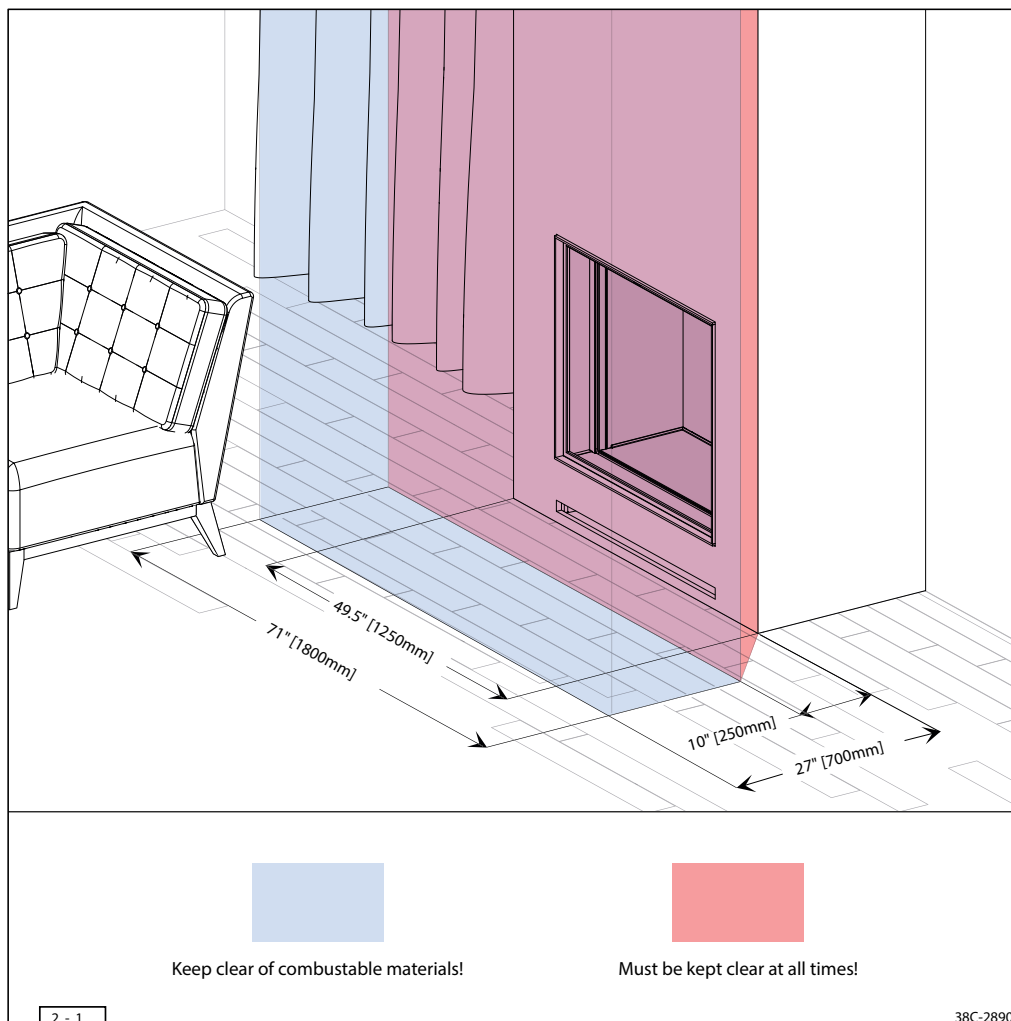 49.5" [1250mm]
71" [1800mm]
10" [250mm]
27" [700mm]
Keep clear of combustable materials!
Must be kept clear at all times!
2 - 1
38C-2890